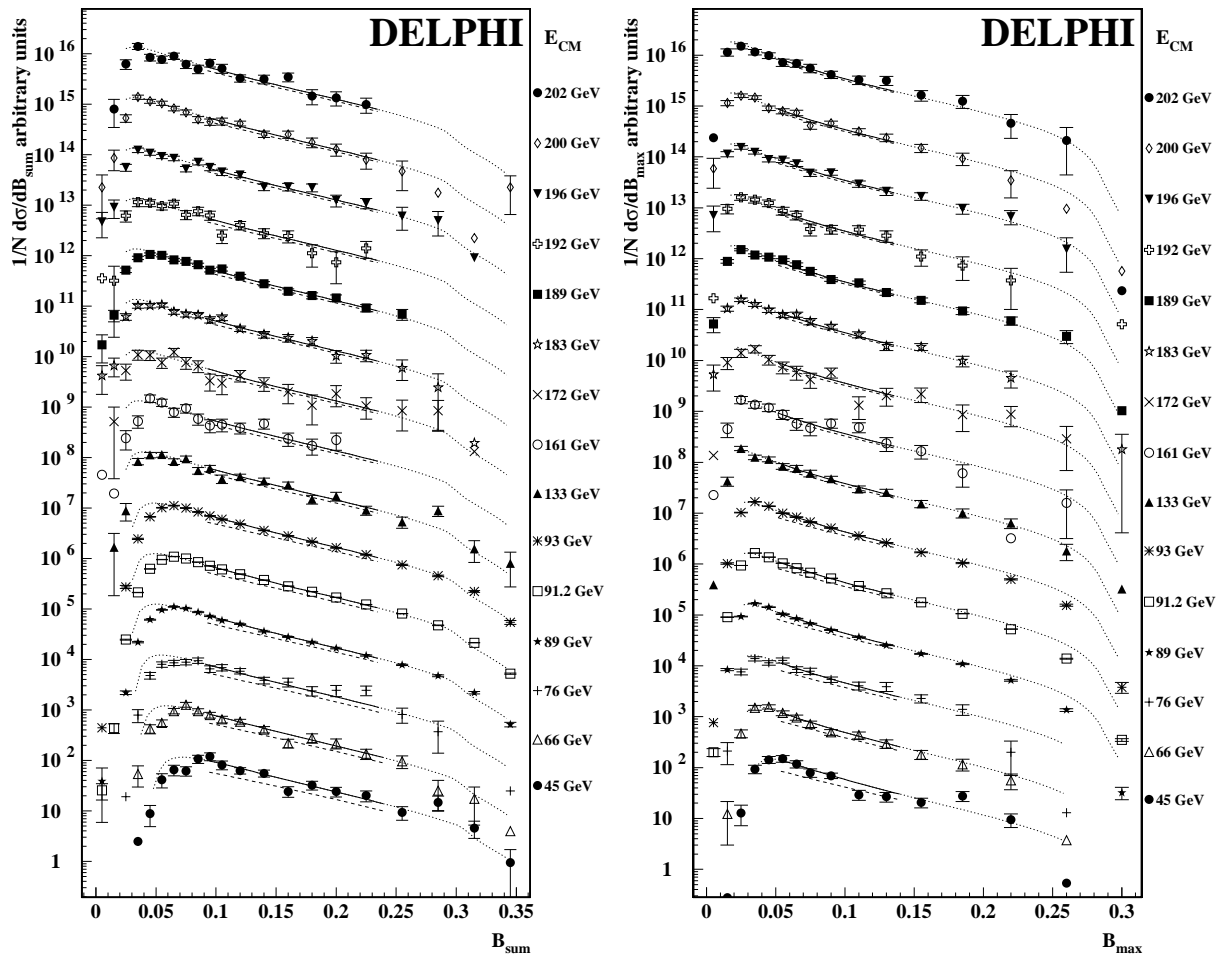 DELPHI
E_CM
1/N dσ/dB_sum arbitrary units
10^16
10^15
10^14
10^13
10^12
10^11
10^10
10^9
10^8
10^7
10^6
10^5
10^4
10^3
10^2
10
1
202 GeV
200 GeV
196 GeV
192 GeV
189 GeV
183 GeV
172 GeV
161 GeV
133 GeV
93 GeV
91.2 GeV
89 GeV
76 GeV
66 GeV
45 GeV
0 0.05 0.1 0.15 0.2 0.25 0.3 0.35
B_sum
DELPHI
E_CM
1/N dσ/dB_max arbitrary units
10^16
10^15
10^14
10^13
10^12
10^11
10^10
10^9
10^8
10^7
10^6
10^5
10^4
10^3
10^2
10
1
202 GeV
200 GeV
196 GeV
192 GeV
189 GeV
183 GeV
172 GeV
161 GeV
133 GeV
93 GeV
91.2 GeV
89 GeV
76 GeV
66 GeV
45 GeV
0 0.05 0.1 0.15 0.2 0.25 0.3
B_max